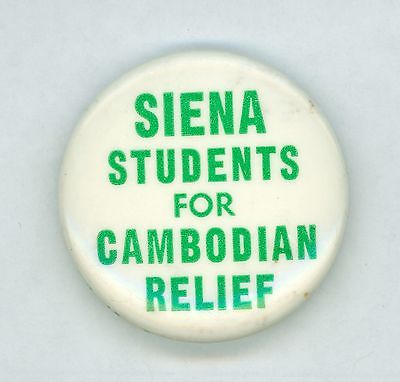 SIENA
STUDENTS
FOR
CAMBODIAN
RELIEF